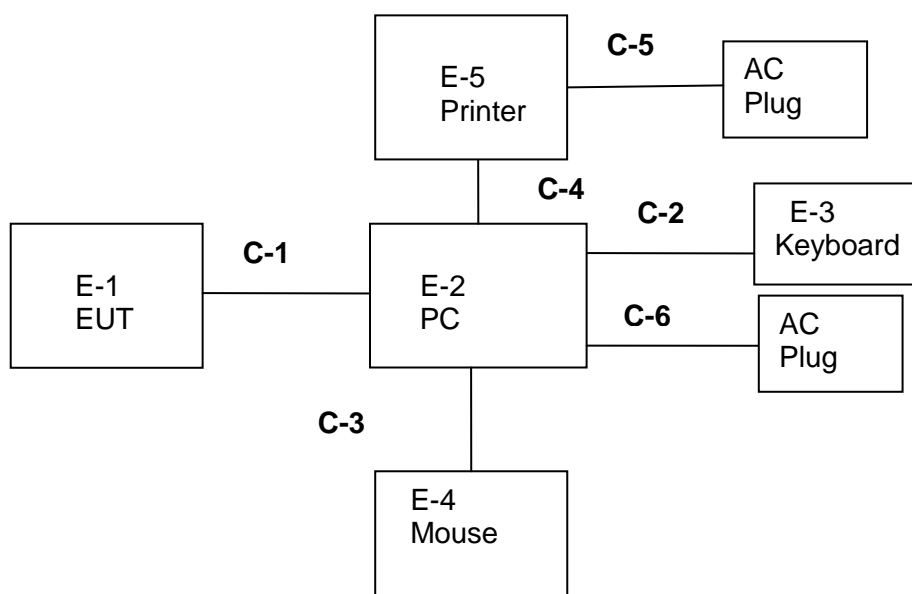 C-5
E-5
Printer
AC
Plug
C-4
C-2
E-3
Keyboard
C-1
E-1
EUT
E-2
PC
C-6
AC
Plug
C-3
E-4
Mouse